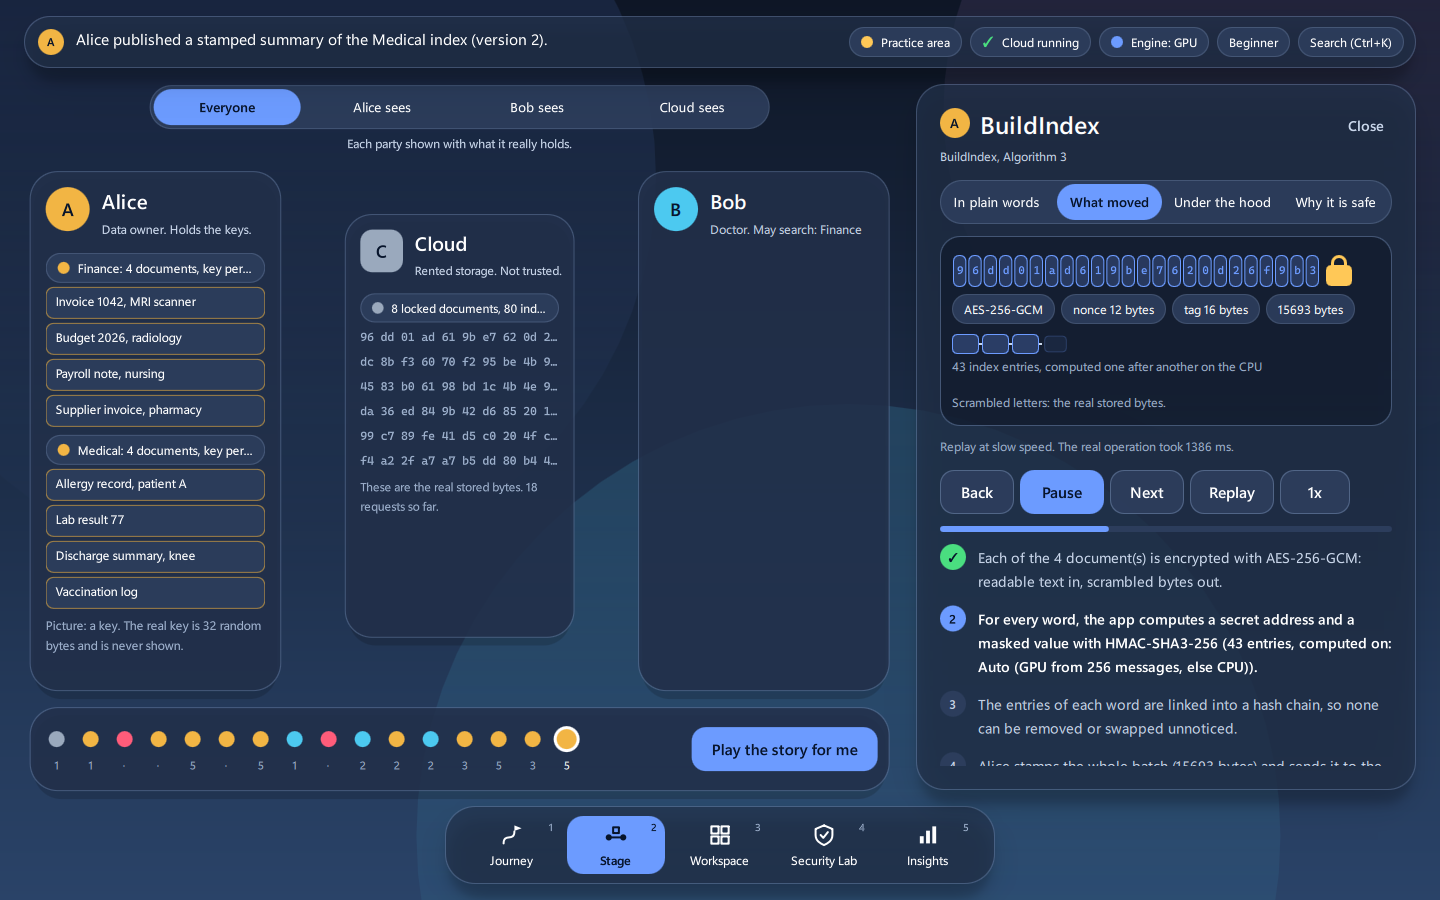 A
Alice published a stamped summary of the Medical index (version 2).
Practice area
✓ Cloud running
Engine: GPU
Beginner
Search (Ctrl+K)
Everyone
Alice sees
Bob sees
Cloud sees
Each party shown with what it really holds.
A
Alice
Data owner. Holds the keys.
Finance: 4 documents, key per...
Invoice 1042, MRI scanner
Budget 2026, radiology
Payroll note, nursing
Supplier invoice, pharmacy
Medical: 4 documents, key per...
Allergy record, patient A
Lab result 77
Discharge summary, knee
Vaccination log
Picture: a key. The real key is 32 random
bytes and is never shown.
C
Cloud
Rented storage. Not trusted.
8 locked documents, 80 ind...
96 dd 01 ad 61 9b e7 62 0d 2...
dc 8b f3 60 70 f2 95 be 4b 9...
45 83 b0 61 98 bd 1c 4b 4e 9...
da 36 ed 84 9b 42 d6 85 20 1...
99 c7 89 fe 41 d5 c0 20 4f c...
f4 a2 2f a7 a7 b5 dd 80 b4 4...
These are the real stored bytes. 18
requests so far.
B
Bob
Doctor. May search: Finance
1 1 · · 5 · 5 1 · 2 2 2 3 5 3 5
Play the story for me
A
BuildIndex
Close
BuildIndex, Algorithm 3
In plain words
What moved
Under the hood
Why it is safe
96dd01ad619be7620d26f9b3
AES-256-GCM
nonce 12 bytes
tag 16 bytes
15693 bytes
43 index entries, computed one after another on the CPU
Scrambled letters: the real stored bytes.
Replay at slow speed. The real operation took 1386 ms.
Back
Pause
Next
Replay
1x
✓
Each of the 4 document(s) is encrypted with AES-256-GCM:
readable text in, scrambled bytes out.
2
For every word, the app computes a secret address and a
masked value with HMAC-SHA3-256 (43 entries, computed on:
Auto (GPU from 256 messages, else CPU)).
3
The entries of each word are linked into a hash chain, so none
can be removed or swapped unnoticed.
4
Alice stamps the whole batch (15693 bytes) and sends it to the
Journey 1
Stage 2
Workspace 3
Security Lab 4
Insights 5